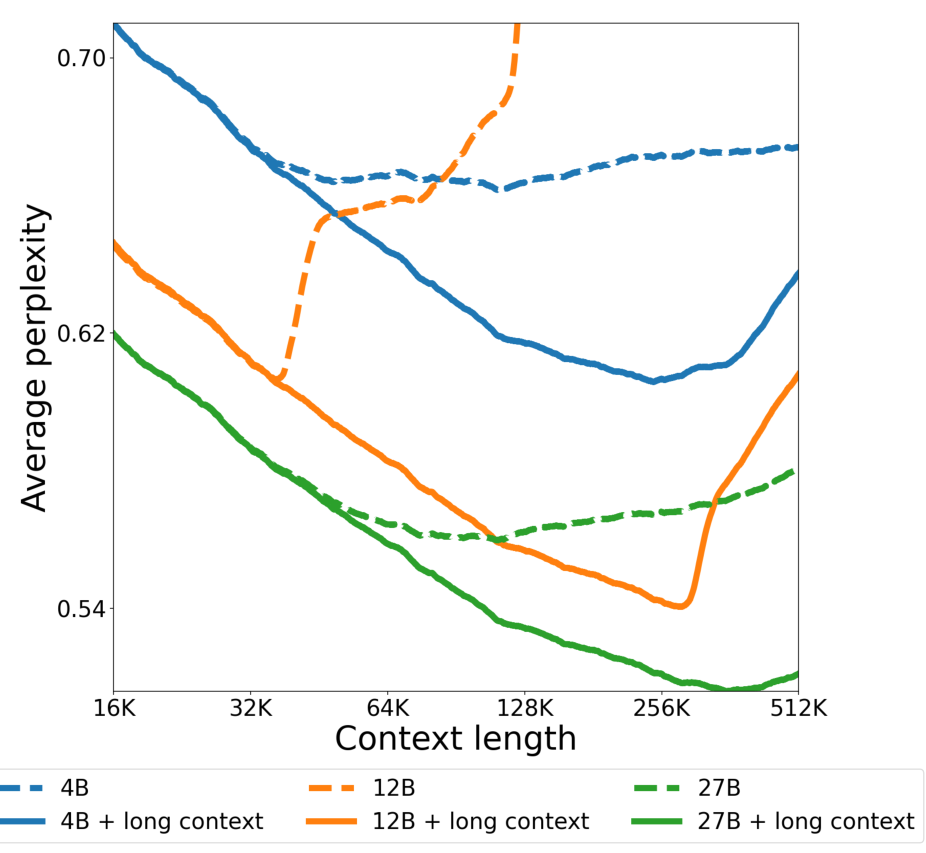 0.70
0.62
0.54
Average perplexity
16K 32K 64K 128K 256K 512K
Context length
4B 12B 27B
4B + long context 12B + long context 27B + long context